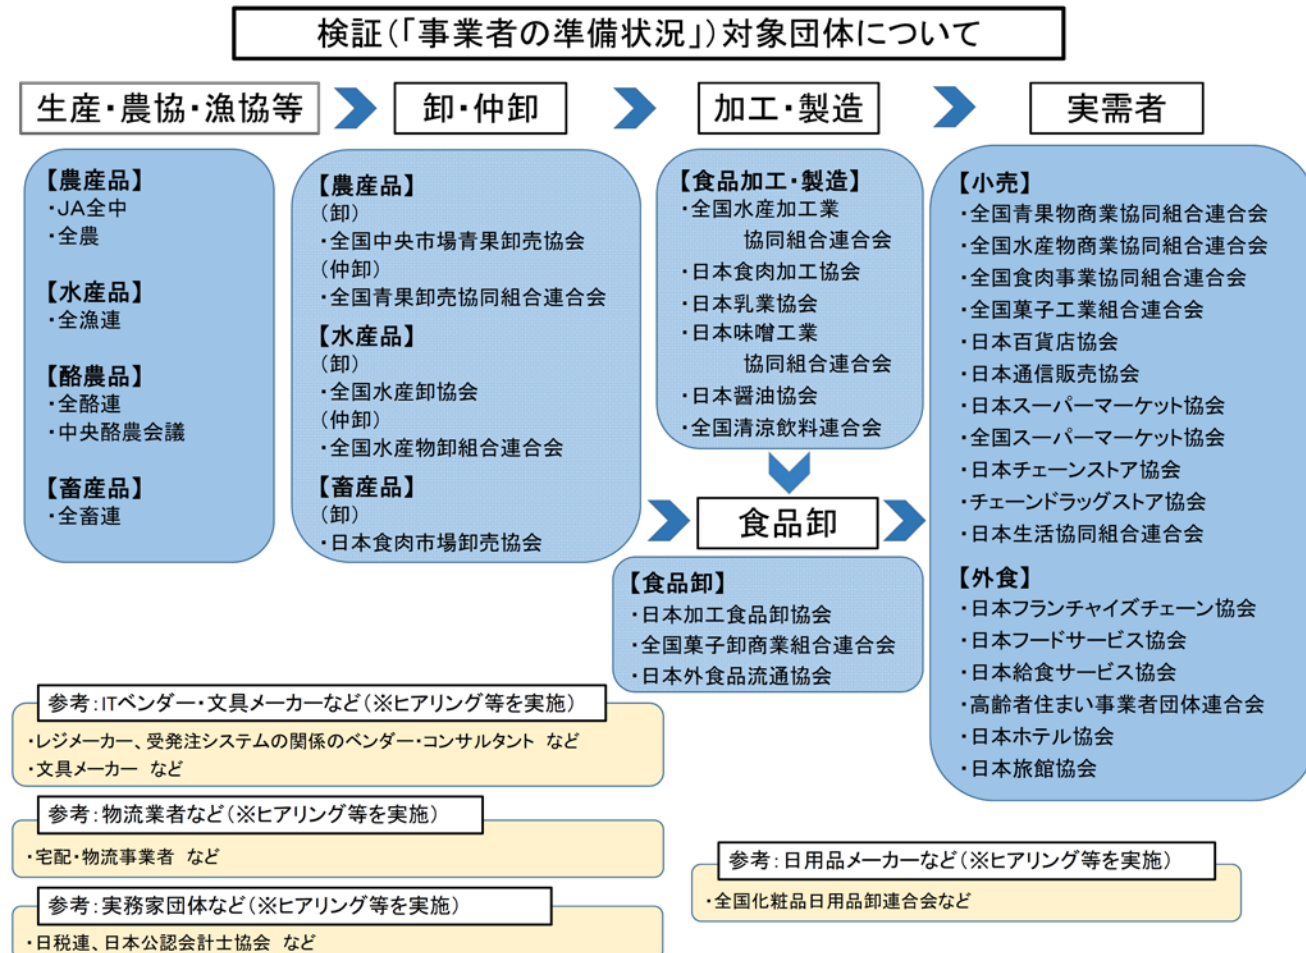 検証(「事業者の準備状況」)対象団体について
生産・農協・漁協等
卸・仲卸
加工・製造
実需者
【農産品】
・JA全中
・全農
【水産品】
・全漁連
【酪農品】
・全酪連
・中央酪農会議
【畜産品】
・全畜連
【農産品】
(卸)
・全国中央市場青果卸売協会
(仲卸)
・全国青果卸売協同組合連合会
【水産品】
(卸)
・全国水産卸協会
(仲卸)
・全国水産物卸組合連合会
【畜産品】
(卸)
・日本食肉市場卸売協会
【食品加工・製造】
・全国水産加工業
協同組合連合会
・日本食肉加工協会
・日本乳業協会
・日本味噌工業
協同組合連合会
・日本醤油協会
・全国清涼飲料連合会
食品卸
【食品卸】
・日本加工食品卸協会
・全国菓子卸商業組合連合会
・日本外食品流通協会
【小売】
・全国青果物商業協同組合連合会
・全国水産物商業協同組合連合会
・全国食肉事業協同組合連合会
・全国菓子工業組合連合会
・日本百貨店協会
・日本通信販売協会
・日本スーパーマーケット協会
・全国スーパーマーケット協会
・日本チェーンストア協会
・チェーンドラッグストア協会
・日本生活協同組合連合会
【外食】
・日本フランチャイズチェーン協会
・日本フードサービス協会
・日本給食サービス協会
・高齢者住まい事業者団体連合会
・日本ホテル協会
・日本旅館協会
参考:ITベンダー・文具メーカーなど(※ヒアリング等を実施)
・レジメーカー、受発注システムの関係のベンダー・コンサルタント など
・文具メーカー など
参考:物流業者など(※ヒアリング等を実施)
・宅配・物流事業者 など
参考:実務家団体など(※ヒアリング等を実施)
・日税連、日本公認会計士協会 など
参考:日用品メーカーなど(※ヒアリング等を実施)
・全国化粧品日用品卸連合会など